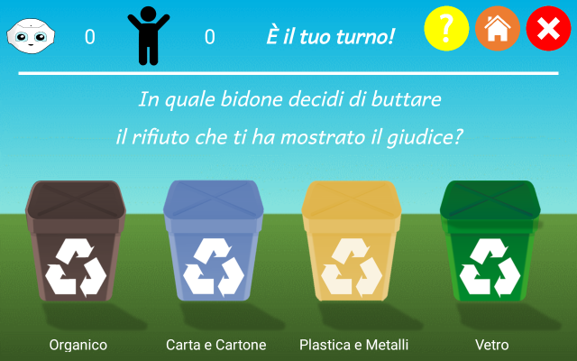 0
0
È il tuo turno!
?
In quale bidone decidi di buttare
il rifiuto che ti ha mostrato il giudice?
Organico
Carta e Cartone
Plastica e Metalli
Vetro